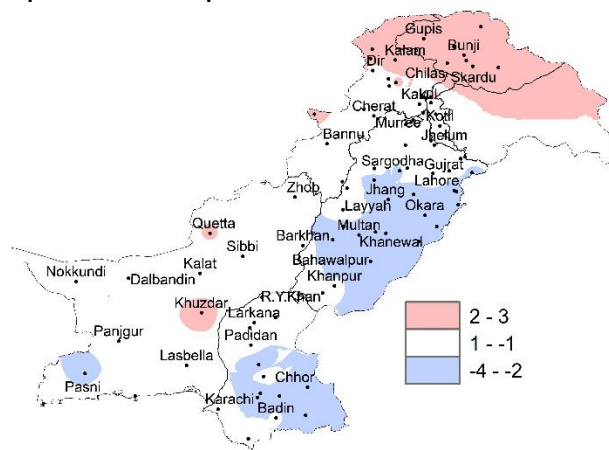 Gupis
Kalam
Bunji
Dir
Chilas
Skardu
Kakul
Cherat
Murree
Kotli
Bannu
Jhelum
Sargodha
Gujrat
Zhob
Jhang
Lahore
Layyah
Okara
Quetta
Multan
Barkhan
Khanewal
Sibbi
Nokkundi
Kalat
Bahawalpur
Dalbandin
Khanpur
R.Y.Khan
Khuzdar
Larkana
2 - 3
Panjgur
Padidan
1 - -1
Lasbella
-4 - -2
Pasni
Chhor
Karachi
Badin